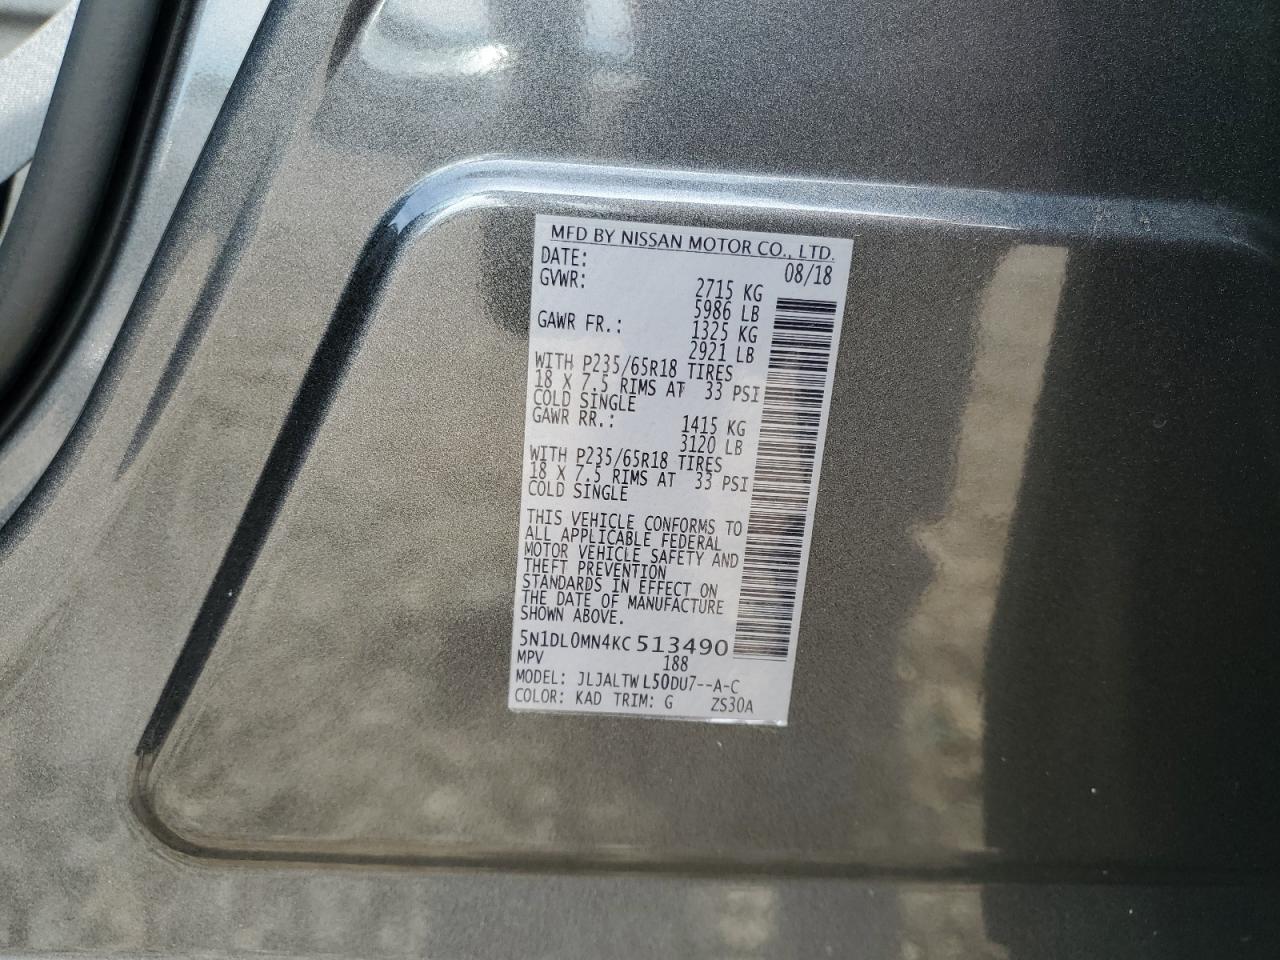 MFD BY NISSAN MOTOR CO., LTD.
DATE: 08/18
GVWR: 2715 KG
5986 LB
GAWR FR.: 1325 KG
2921 LB
WITH P235/65R18 TIRES
18 X 7.5 RIMS AT 33 PSI
COLD SINGLE
GAWR RR.: 1415 KG
3120 LB
WITH P235/65R18 TIRES
18 X 7.5 RIMS AT 33 PSI
COLD SINGLE
THIS VEHICLE CONFORMS TO
ALL APPLICABLE FEDERAL
MOTOR VEHICLE SAFETY AND
THEFT PREVENTION
STANDARDS IN EFFECT ON
THE DATE OF MANUFACTURE
SHOWN ABOVE.
5N1DL0MN4KC513490
MPV 188
MODEL: JLJALTWL50DU7--A-C
COLOR: KAD TRIM: G ZS30A